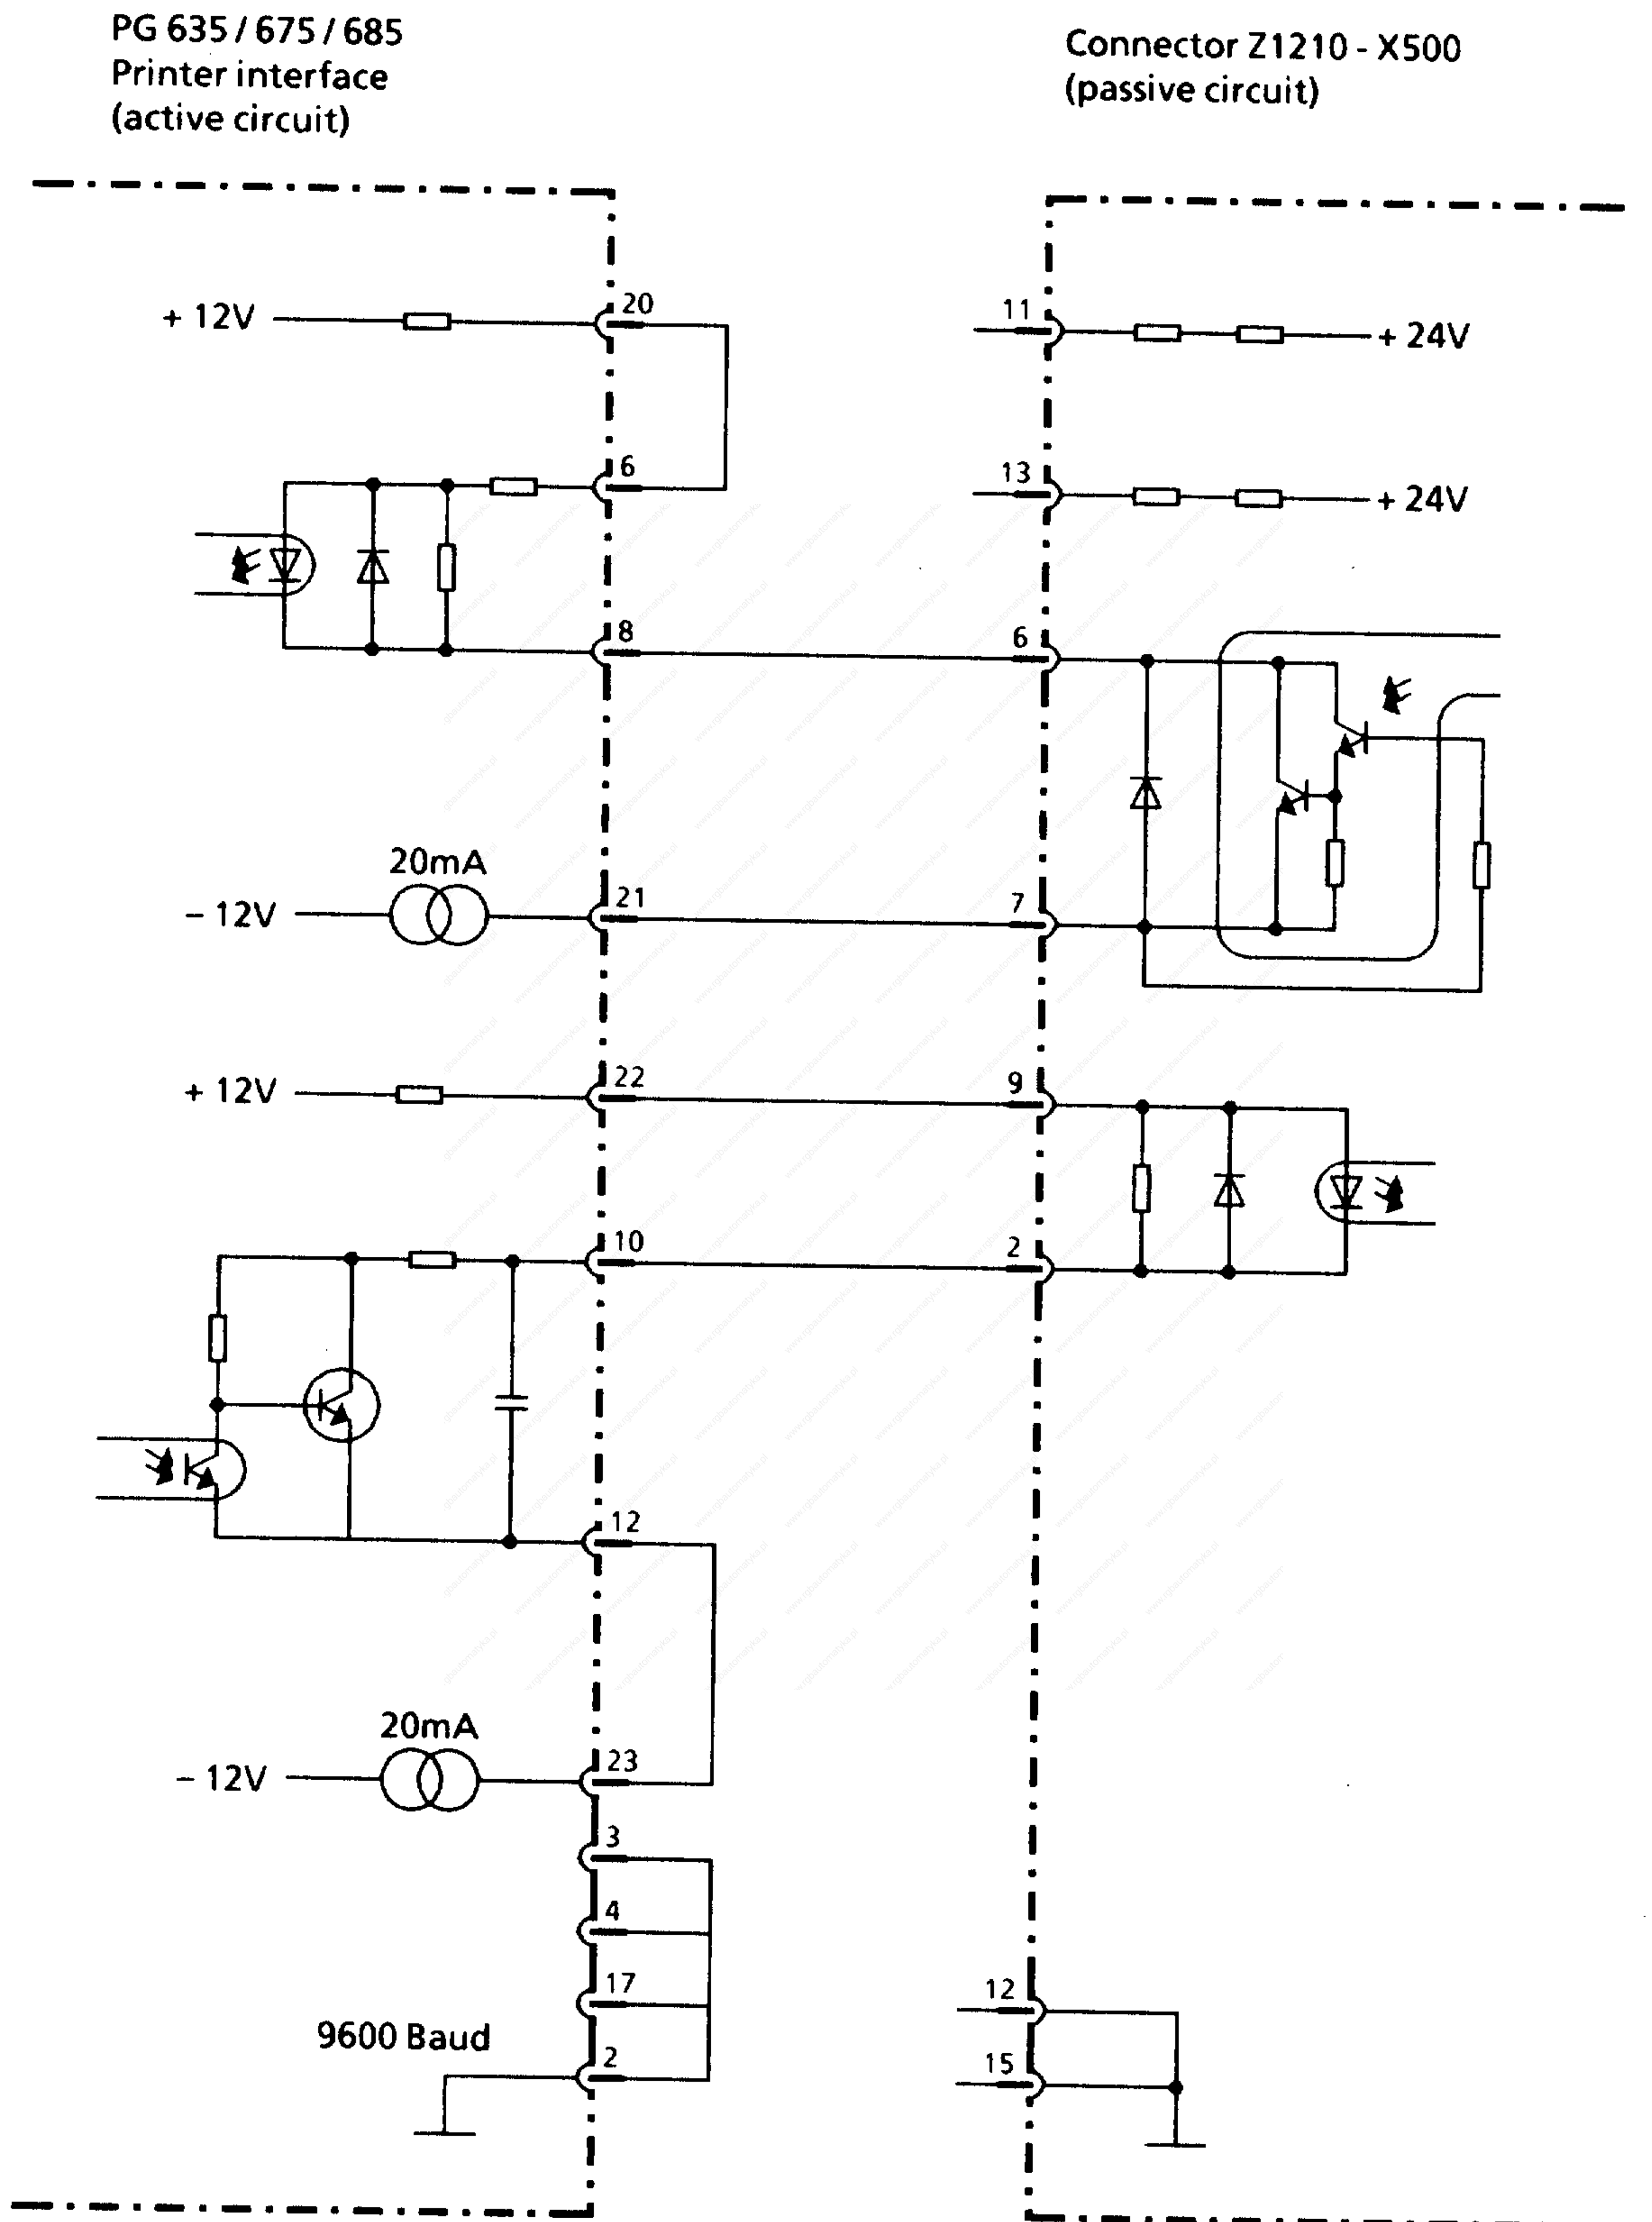 PG 635 / 675 / 685
Printer interface
(active circuit)
Connector Z1210 - X500
(passive circuit)
+ 12V
20
11
+ 24V
6
13
+ 24V
8
6
20mA
- 12V
21
7
+ 12V
22
9
10
2
12
20mA
- 12V
23
3
4
17
12
9600 Baud
2
15